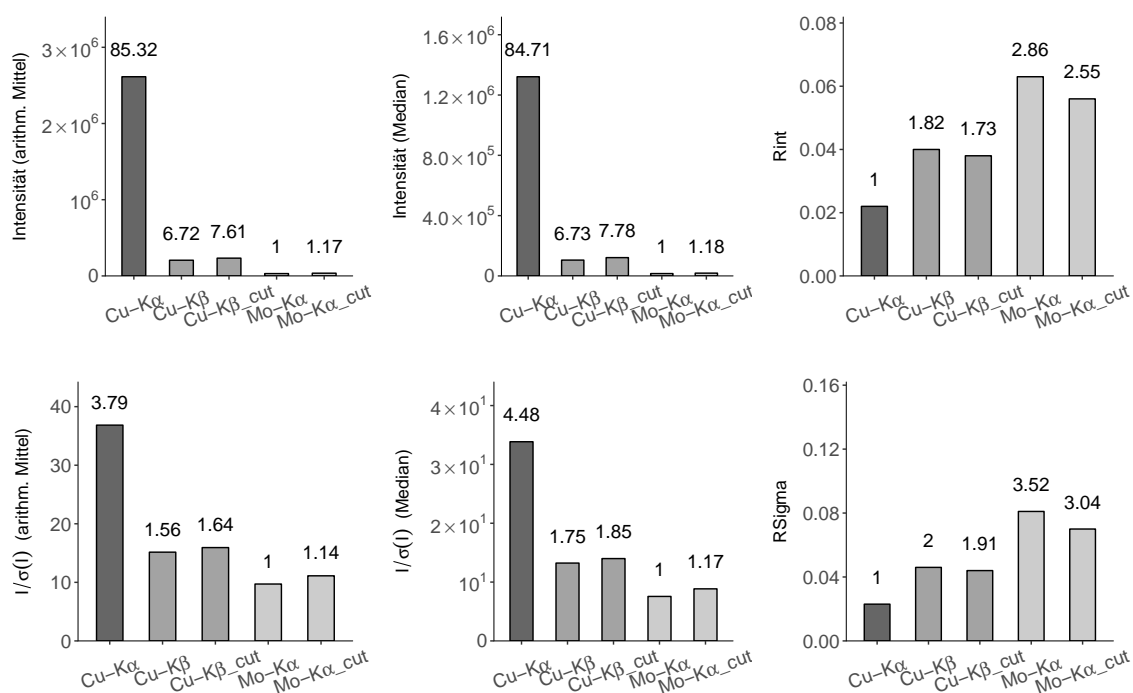 Intensität (arithm. Mittel)
3×10⁶
2×10⁶
10⁶
0
85.32
6.72
7.61
1
1.17
Cu–Kα
Cu–Kβ
Cu–Kβ_cut
Mo–Kα
Mo–Kα_cut
Intensität (Median)
1.6×10⁶
1.2×10⁶
8.0×10⁵
4.0×10⁵
0
84.71
6.73
7.78
1
1.18
Cu–Kα
Cu–Kβ
Cu–Kβ_cut
Mo–Kα
Mo–Kα_cut
Rint
0.08
0.06
0.04
0.02
0.00
1
1.82
1.73
2.86
2.55
Cu–Kα
Cu–Kβ
Cu–Kβ_cut
Mo–Kα
Mo–Kα_cut
I/σ(I) (arithm. Mittel)
40
30
20
10
0
3.79
1.56
1.64
1
1.14
Cu–Kα
Cu–Kβ
Cu–Kβ_cut
Mo–Kα
Mo–Kα_cut
I/σ(I) (Median)
4×10¹
3×10¹
2×10¹
10¹
0
4.48
1.75
1.85
1
1.17
Cu–Kα
Cu–Kβ
Cu–Kβ_cut
Mo–Kα
Mo–Kα_cut
RSigma
0.16
0.12
0.08
0.04
0.00
1
2
1.91
3.52
3.04
Cu–Kα
Cu–Kβ
Cu–Kβ_cut
Mo–Kα
Mo–Kα_cut